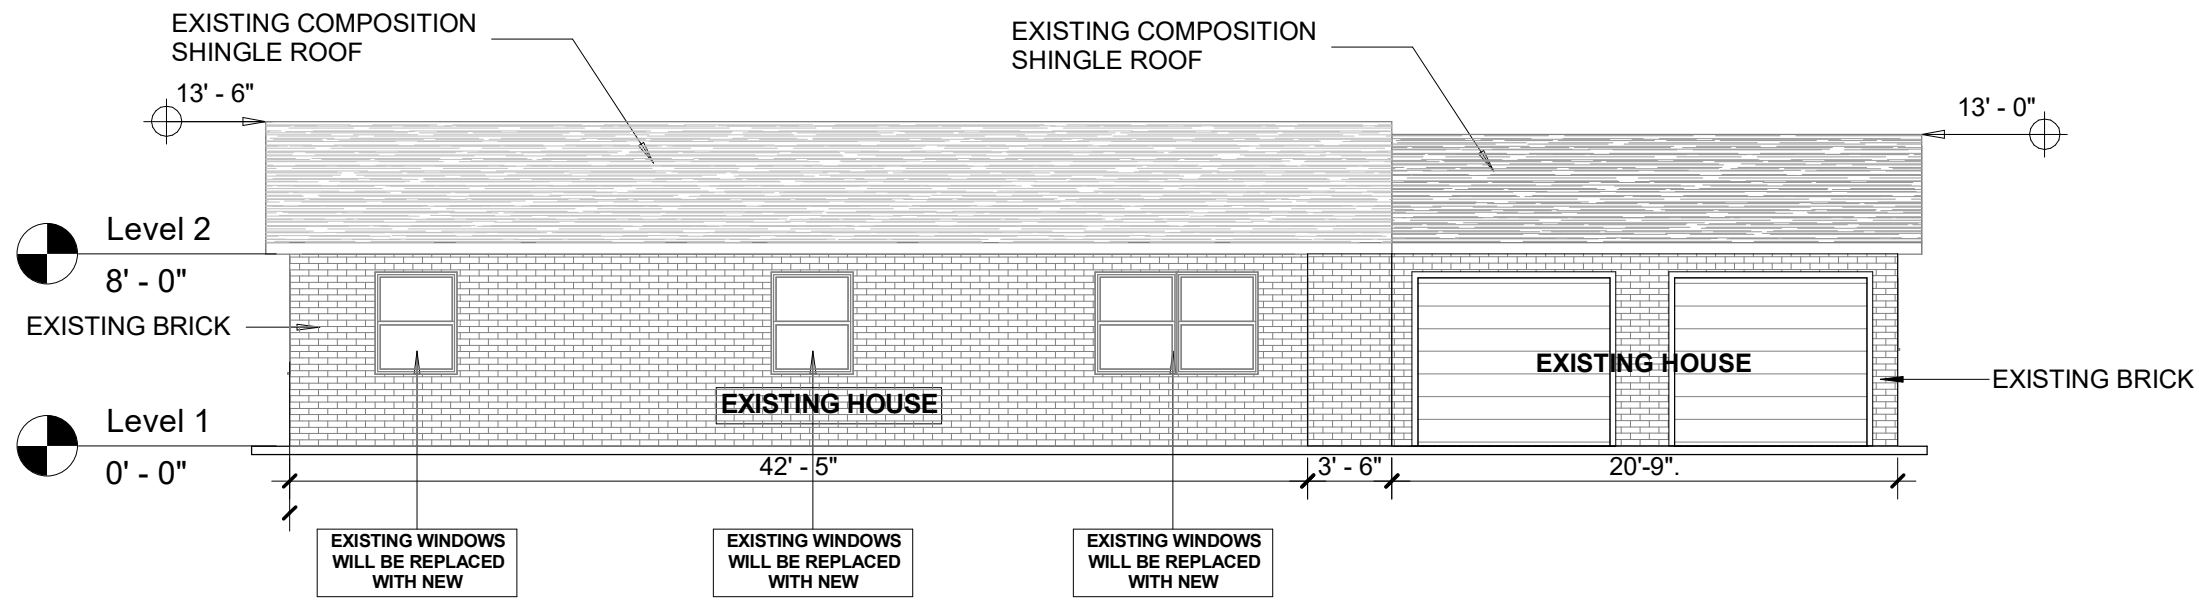 EXISTING COMPOSITION
SHINGLE ROOF
EXISTING COMPOSITION
SHINGLE ROOF
13' - 6"
13' - 0"
Level 2
8' - 0"
EXISTING BRICK
EXISTING HOUSE
EXISTING BRICK
EXISTING HOUSE
Level 1
0' - 0"
42' - 5"
3' - 6"
20'-9".
EXISTING WINDOWS
WILL BE REPLACED
WITH NEW
EXISTING WINDOWS
WILL BE REPLACED
WITH NEW
EXISTING WINDOWS
WILL BE REPLACED
WITH NEW